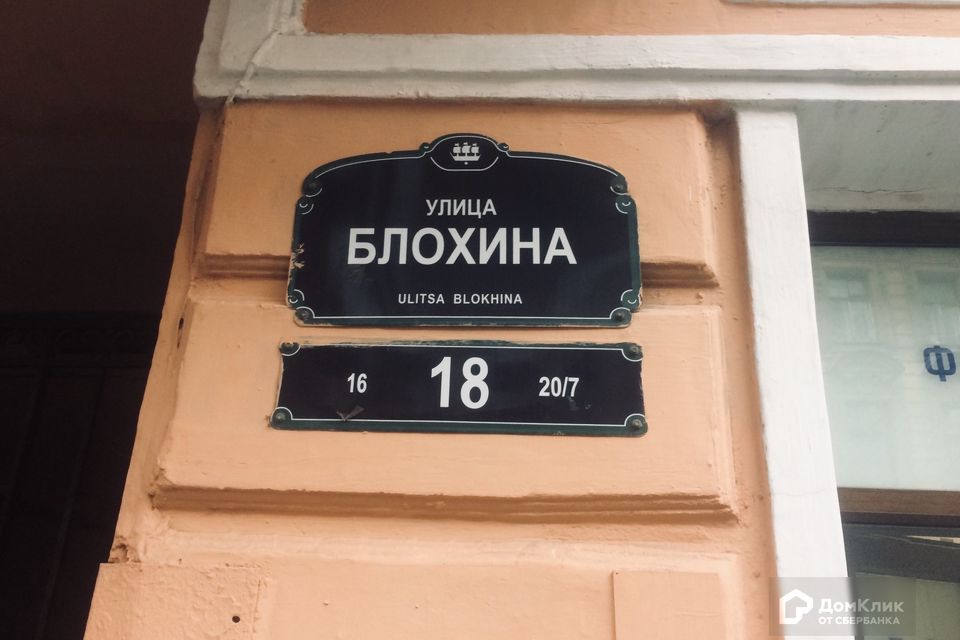 УЛИЦА
БЛОХИНА
ULITSA BLOKHINA
16 18 20/7
Ф
ДомКлик
ОТ СБЕРБАНКА